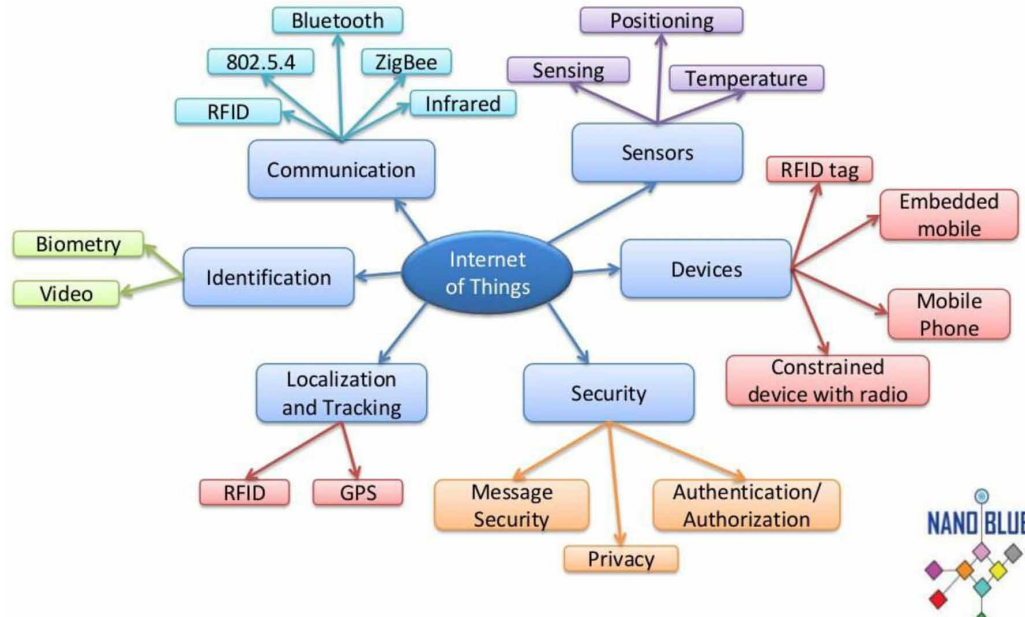 Bluetooth
802.5.4
ZigBee
RFID
Infrared
Communication
Positioning
Sensing
Temperature
Sensors
RFID tag
Embedded
mobile
Devices
Mobile
Phone
Constrained
device with radio
Internet
of Things
Biometry
Video
Identification
Localization
and Tracking
RFID
GPS
Security
Message
Security
Privacy
Authentication/
Authorization
NANO BLUE